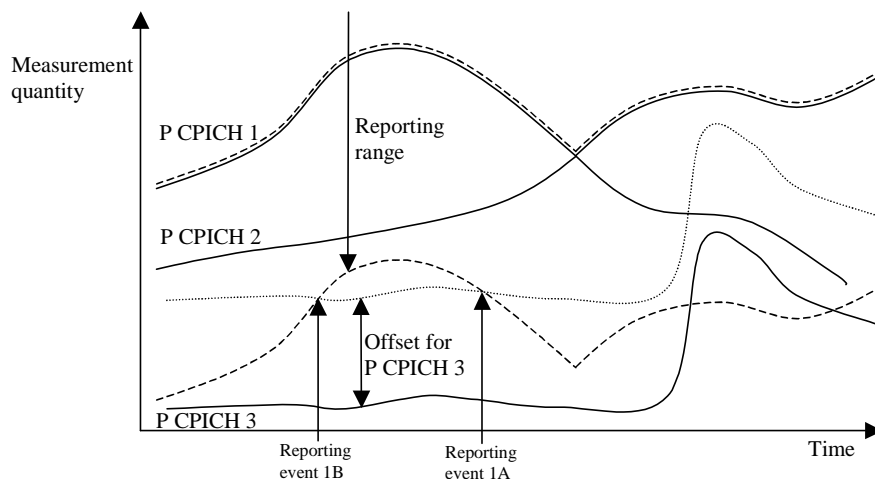 Measurement
quantity
P CPICH 1
Reporting
range
P CPICH 2
Offset for
P CPICH 3
P CPICH 3
Reporting
event 1B
Reporting
event 1A
Time